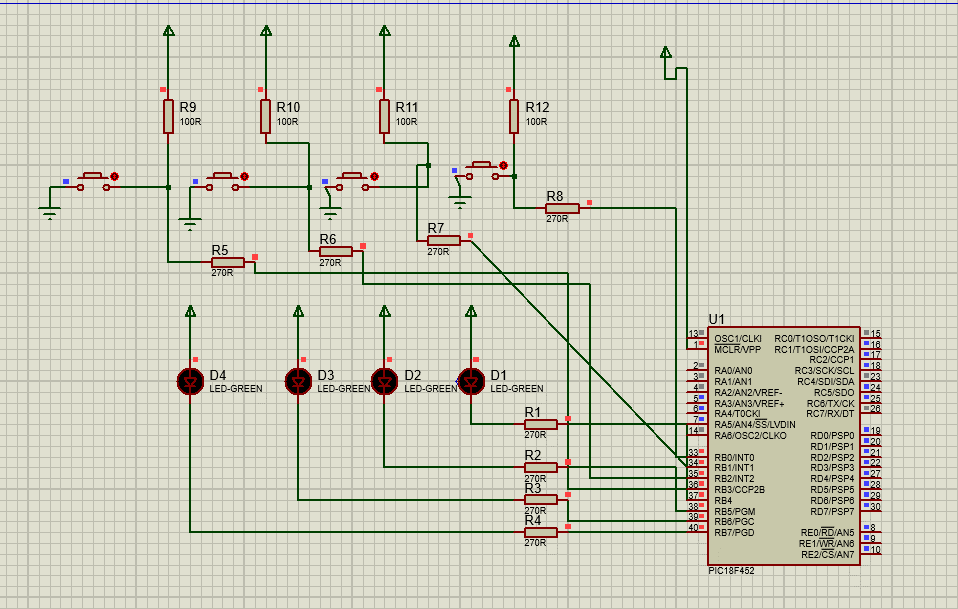 R9
100R
R10
100R
R11
100R
R12
100R
R8
270R
R7
270R
R6
270R
R5
270R
D4
LED-GREEN
D3
LED-GREEN
D2
LED-GREEN
D1
LED-GREEN
R1
270R
R2
270R
R3
270R
R4
270R
U1
13 OSC1/CLKI
1 MCLR/VPP
2 RA0/AN0
3 RA1/AN1
4 RA2/AN2/VREF-
5 RA3/AN3/VREF+
6 RA4/T0CKI
7 RA5/AN4/SS/LVDIN
14 RA6/OSC2/CLKO
33 RB0/INT0
34 RB1/INT1
35 RB2/INT2
36 RB3/CCP2B
37 RB4
38 RB5/PGM
39 RB6/PGC
40 RB7/PGD
RC0/T1OSO/T1CKI 15
RC1/T1OSI/CCP2A 16
RC2/CCP1 17
RC3/SCK/SCL 18
RC4/SDI/SDA 23
RC5/SDO 24
RC6/TX/CK 25
RC7/RX/DT 26
RD0/PSP0 19
RD1/PSP1 20
RD2/PSP2 21
RD3/PSP3 22
RD4/PSP4 27
RD5/PSP5 28
RD6/PSP6 29
RD7/PSP7 30
RE0/RD/AN5 8
RE1/WR/AN6 9
RE2/CS/AN7 10
PIC18F452